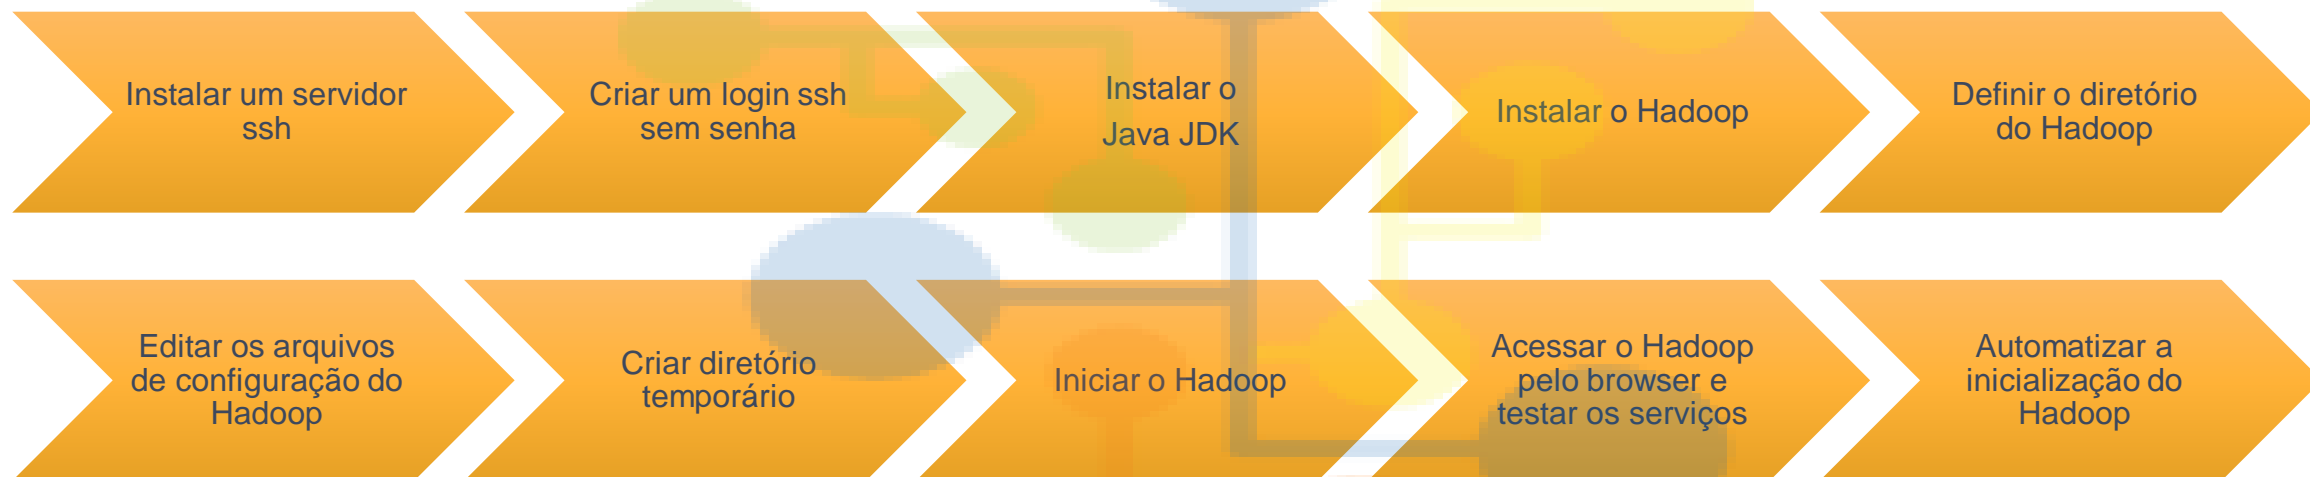 Instalar um servidor
ssh
Criar um login ssh
sem senha
Instalar o
Java JDK
Instalar o Hadoop
Definir o diretório
do Hadoop
Editar os arquivos
de configuração do
Hadoop
Criar diretório
temporário
Iniciar o Hadoop
Acessar o Hadoop
pelo browser e
testar os serviços
Automatizar a
inicialização do
Hadoop